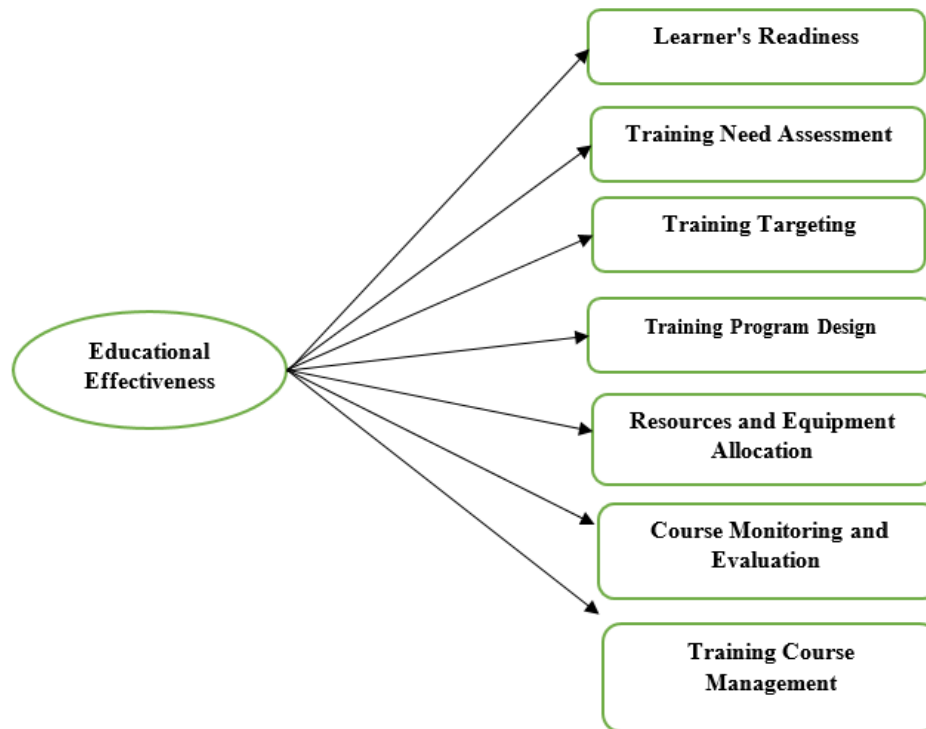 Learner's Readiness
Training Need Assessment
Training Targeting
Training Program Design
Educational
Effectiveness
Resources and Equipment
Allocation
Course Monitoring and
Evaluation
Training Course
Management